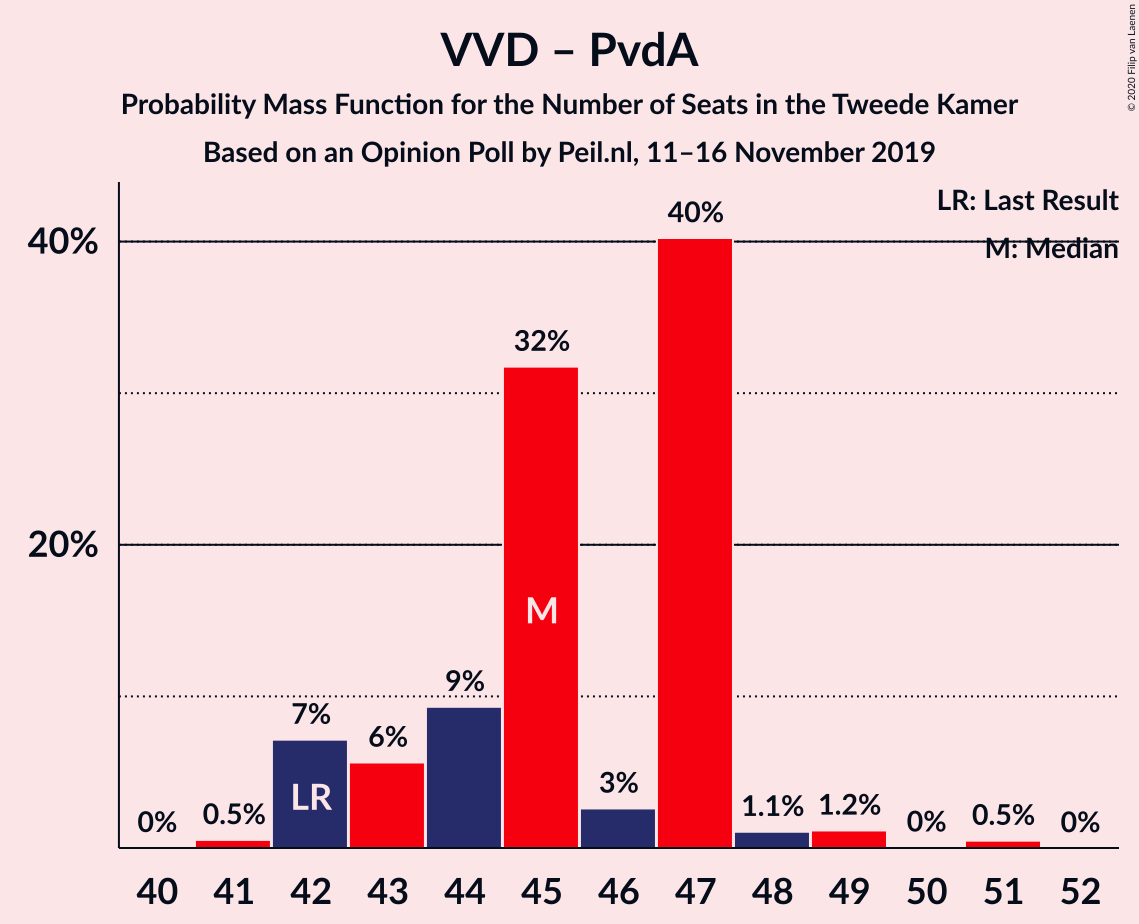 VVD – PvdA
Probability Mass Function for the Number of Seats in the Tweede Kamer
Based on an Opinion Poll by Peil.nl, 11–16 November 2019
© 2020 Filip van Laenen
LR: Last Result
M: Median
40%
20%
0%
0.5%
7%
6%
9%
32%
3%
40%
1.1%
1.2%
0%
0.5%
0%
LR
M
40 41 42 43 44 45 46 47 48 49 50 51 52